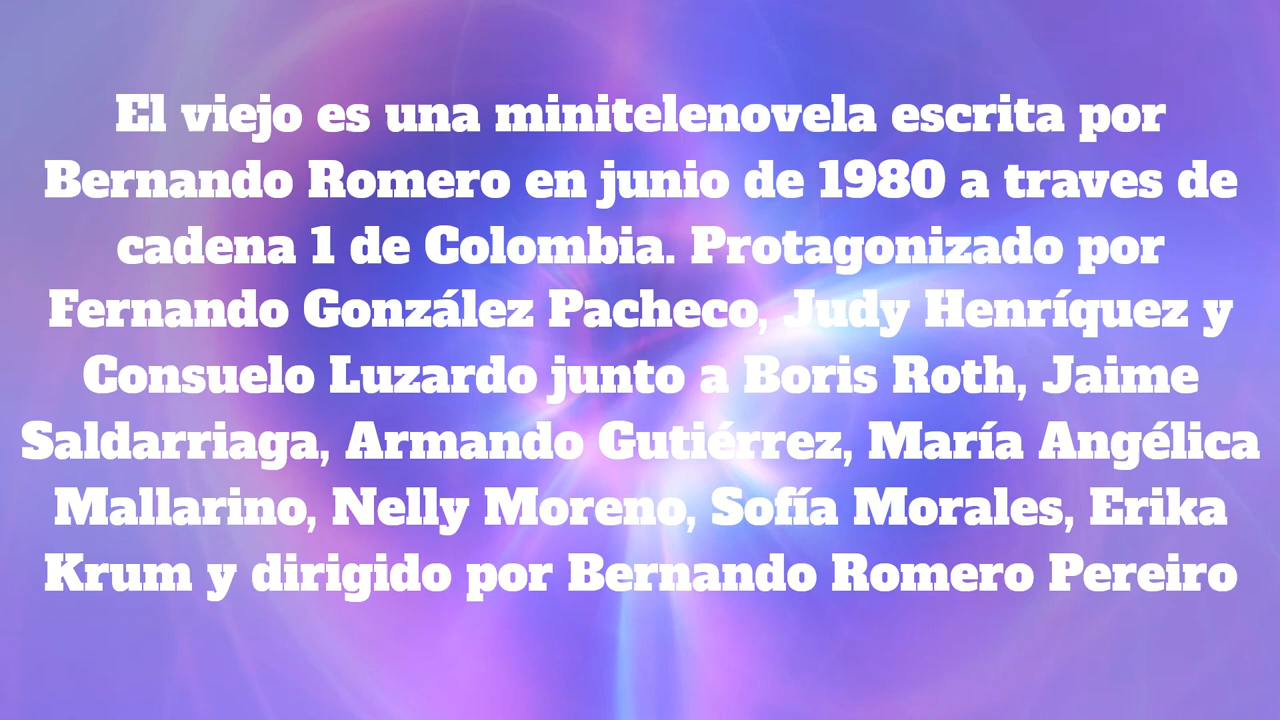 El viejo es una minitelenovela escrita por
Bernando Romero en junio de 1980 a traves de
cadena 1 de Colombia. Protagonizado por
Fernando González Pacheco, Judy Henríquez y
Consuelo Luzardo junto a Boris Roth, Jaime
Saldarriaga, Armando Gutiérrez, María Angélica
Mallarino, Nelly Moreno, Sofía Morales, Erika
Krum y dirigido por Bernando Romero Pereiro